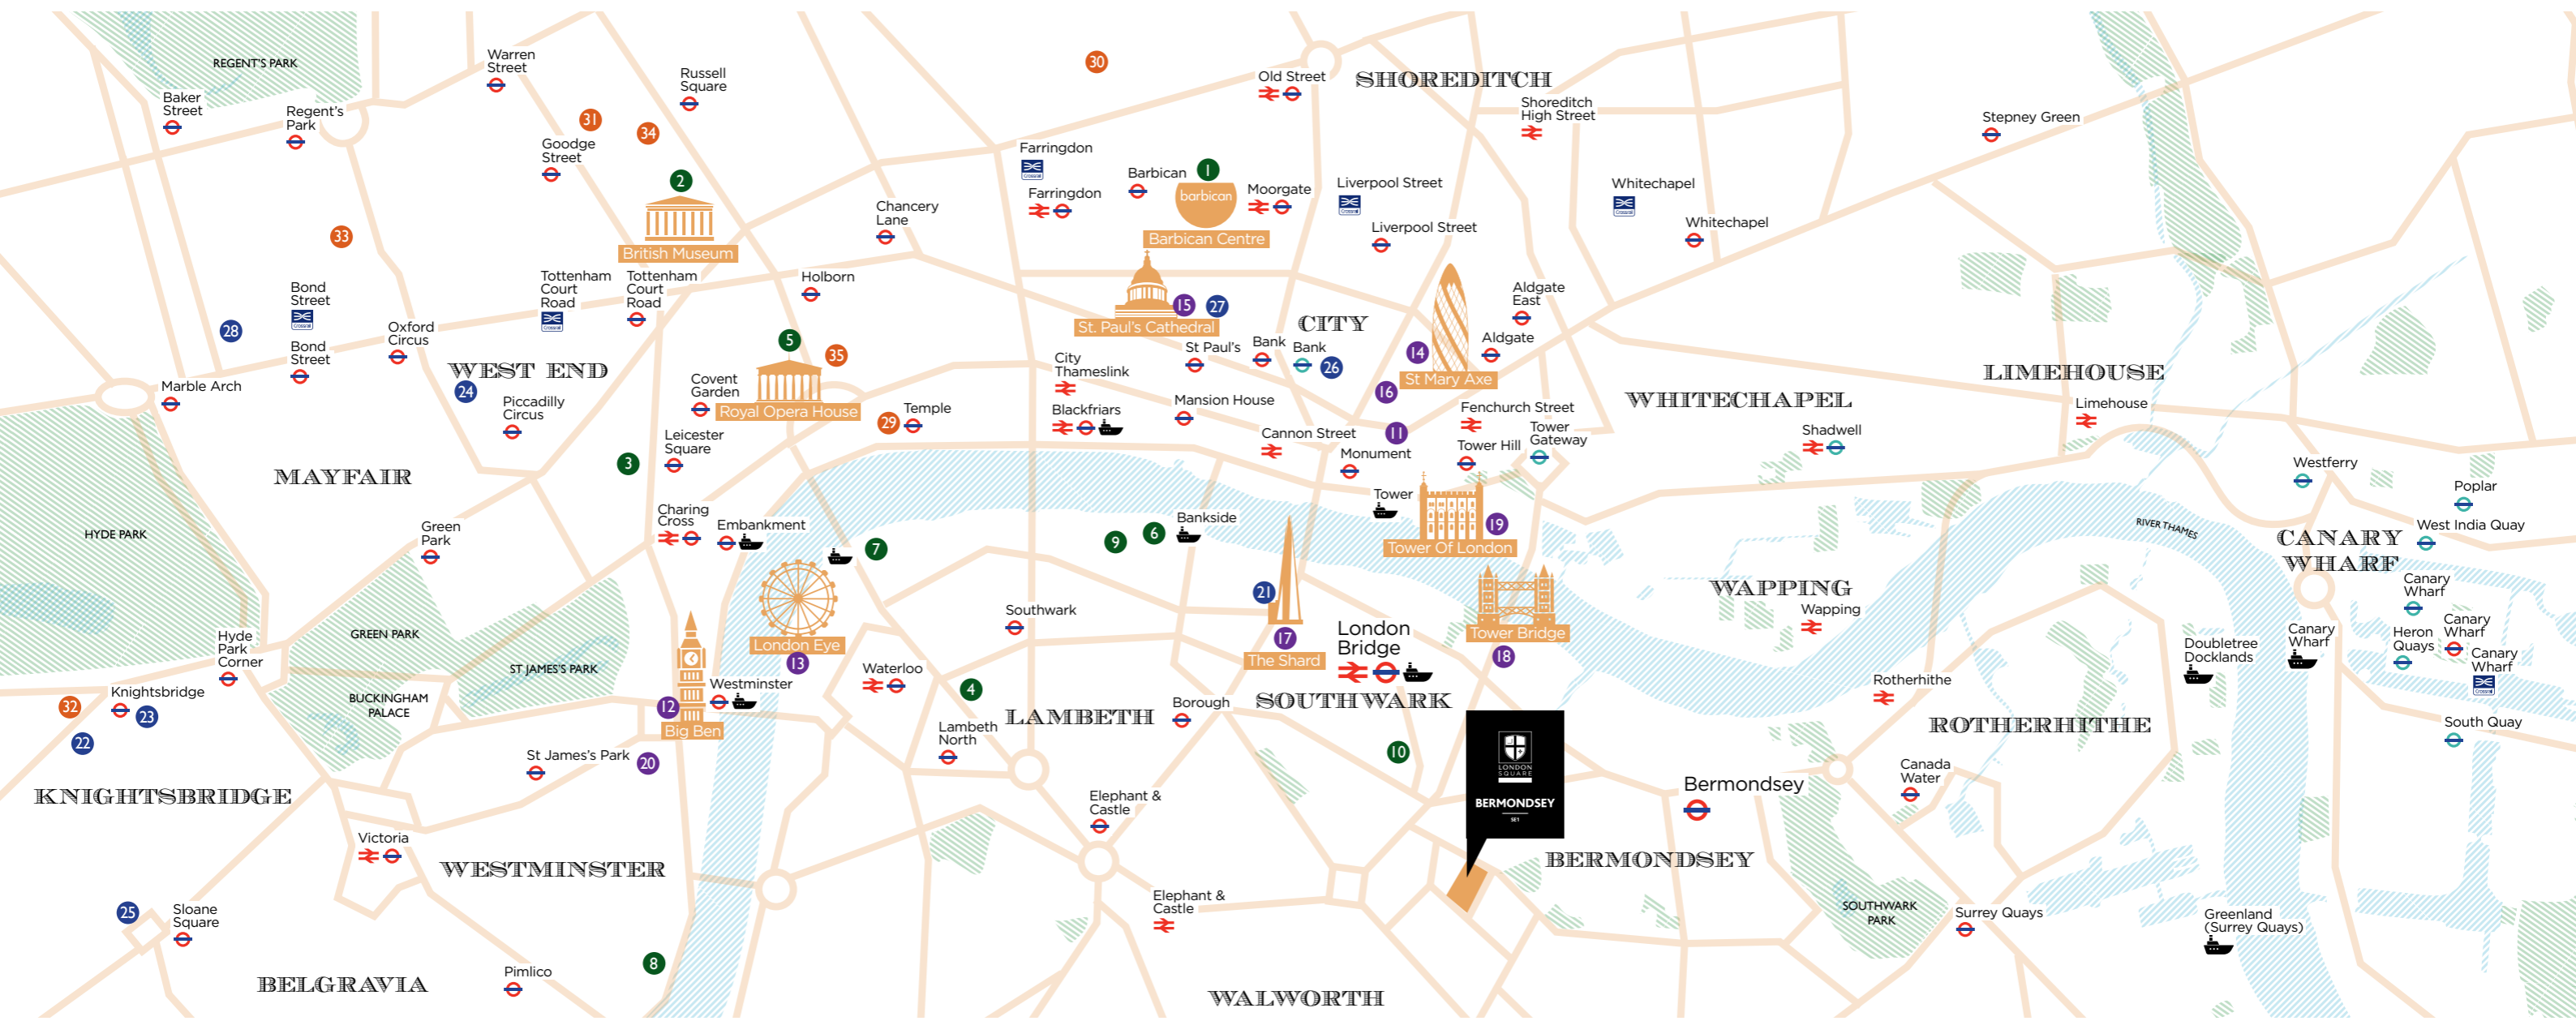 REGENT'S PARK
Warren
Street
Russell
Square
30
Old Street
SHOREDITCH
Baker
Street
Regent's
Park
31
34
Goodge
Street
Shoreditch
High Street
Stepney Green
Farringdon
Crossrail
Farringdon
Barbican
1
barbican
Barbican Centre
Moorgate
Liverpool Street
Crossrail
Liverpool Street
Whitechapel
Crossrail
Whitechapel
2
British Museum
Chancery
Lane
33
Bond
Street
Crossrail
Bond
Street
28
Oxford
Circus
Tottenham
Court
Road
Crossrail
Tottenham
Court
Road
Holborn
15
27
St. Paul's Cathedral
CITY
Aldgate
East
Aldgate
14
St Mary Axe
16
WEST END
24
Piccadilly
Circus
Marble Arch
5
35
Royal Opera House
Covent
Garden
Leicester
Square
3
29
Temple
City
Thameslink
Blackfriars
St Paul's
Bank
Bank
26
Mansion House
Cannon Street
11
Monument
Fenchurch Street
Tower Hill
Tower
Gateway
WHITECHAPEL
LIMEHOUSE
Limehouse
Shadwell
MAYFAIR
HYDE PARK
Green
Park
Charing
Cross
Embankment
7
9
6
Bankside
Tower
19
Tower Of London
Westferry
Poplar
West India Quay
RIVER THAMES
CANARY
WHARF
Canary
Wharf
Canary
Wharf
Heron
Quays
Canary
Wharf
Crossrail
Canary
Wharf
South Quay
WAPPING
Wapping
21
17
The Shard
London
Bridge
Tower Bridge
18
Southwark
London Eye
13
GREEN PARK
ST JAMES'S PARK
BUCKINGHAM
PALACE
Hyde
Park
Corner
Knightsbridge
32
23
22
12
Westminster
Big Ben
Waterloo
4
Lambeth
North
LAMBETH
Borough
SOUTHWARK
Rotherhithe
ROTHERHITHE
Doubletree
Docklands
St James's Park
20
10
LONDON
SQUARE
BERMONDSEY
SE1
Bermondsey
Canada
Water
KNIGHTSBRIDGE
Victoria
WESTMINSTER
Elephant &
Castle
Elephant &
Castle
BERMONDSEY
25
Sloane
Square
SOUTHWARK
PARK
Surrey Quays
Greenland
(Surrey Quays)
8
BELGRAVIA
Pimlico
WALWORTH